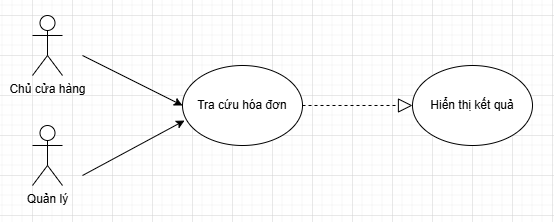 Chủ cửa hàng
Tra cứu hóa đơn
Hiển thị kết quả
Quản lý